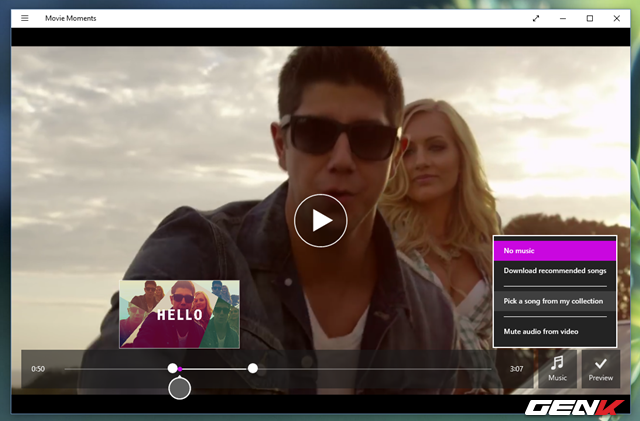 Movie Moments
No music
Download recommended songs
Pick a song from my collection
Mute audio from video
HELLO
0:50
3:07
Music
Preview
GENK